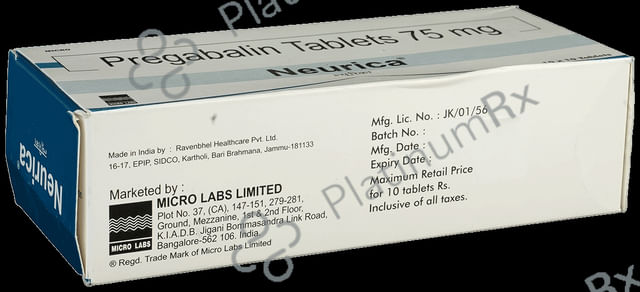 MICRO
Pregabalin Tablets 75 mg
Neurica®
10 x 10 Tablets
Neurica®
Made in India by : Ravenbhel Healthcare Pvt. Ltd.
16-17, EPIP, SIDCO, Kartholi, Bari Brahmana, Jammu-181133
Marketed by :
MICRO LABS LIMITED
Plot No. 37, (CA), 147-151, 279-281,
Ground, Mezzanine, 1st & 2nd Floor,
K.I.A.D.B. Jigani Bommasandra Link Road,
Bangalore-562 106. India
MICRO LABS
® Regd. Trade Mark of Micro Labs Limited
Mfg. Lic. No. : JK/01/56
Batch No. :
Mfg. Date :
Expiry Date :
Maximum Retail Price
for 10 tablets Rs.
Inclusive of all taxes.
PlatinumRx